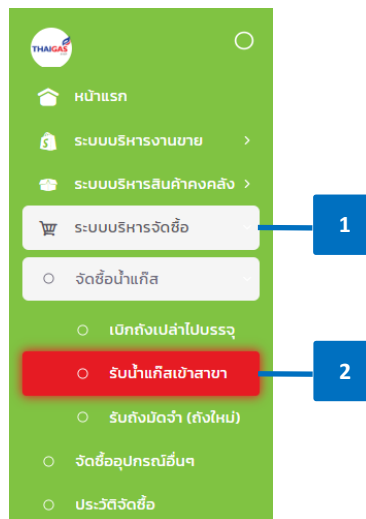 THAIGAS
หน้าแรก
ระบบบริหารงานขาย
ระบบบริหารสินค้าคงคลัง
ระบบบริหารจัดซื้อ
1
จัดซื้อน้ำแก๊ส
เบิกถังเปล่าไปบรรจุ
รับน้ำแก๊สเข้าสาขา
2
รับถังมัดจำ (ถังใหม่)
จัดซื้ออุปกรณ์อื่นๆ
ประวัติจัดซื้อ